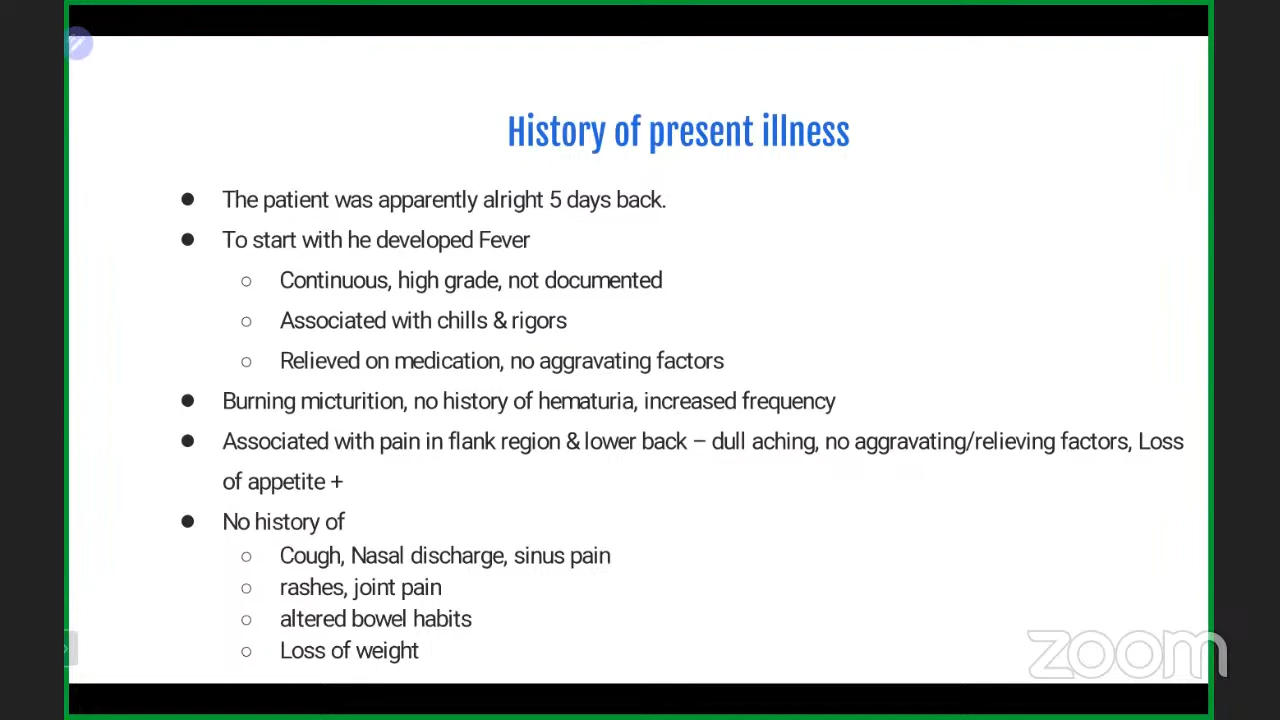 History of present illness
● The patient was apparently alright 5 days back.
● To start with he developed Fever
○ Continuous, high grade, not documented
○ Associated with chills & rigors
○ Relieved on medication, no aggravating factors
● Burning micturition, no history of hematuria, increased frequency
● Associated with pain in flank region & lower back – dull aching, no aggravating/relieving factors, Loss
of appetite +
● No history of
○ Cough, Nasal discharge, sinus pain
○ rashes, joint pain
○ altered bowel habits
○ Loss of weight
zoom